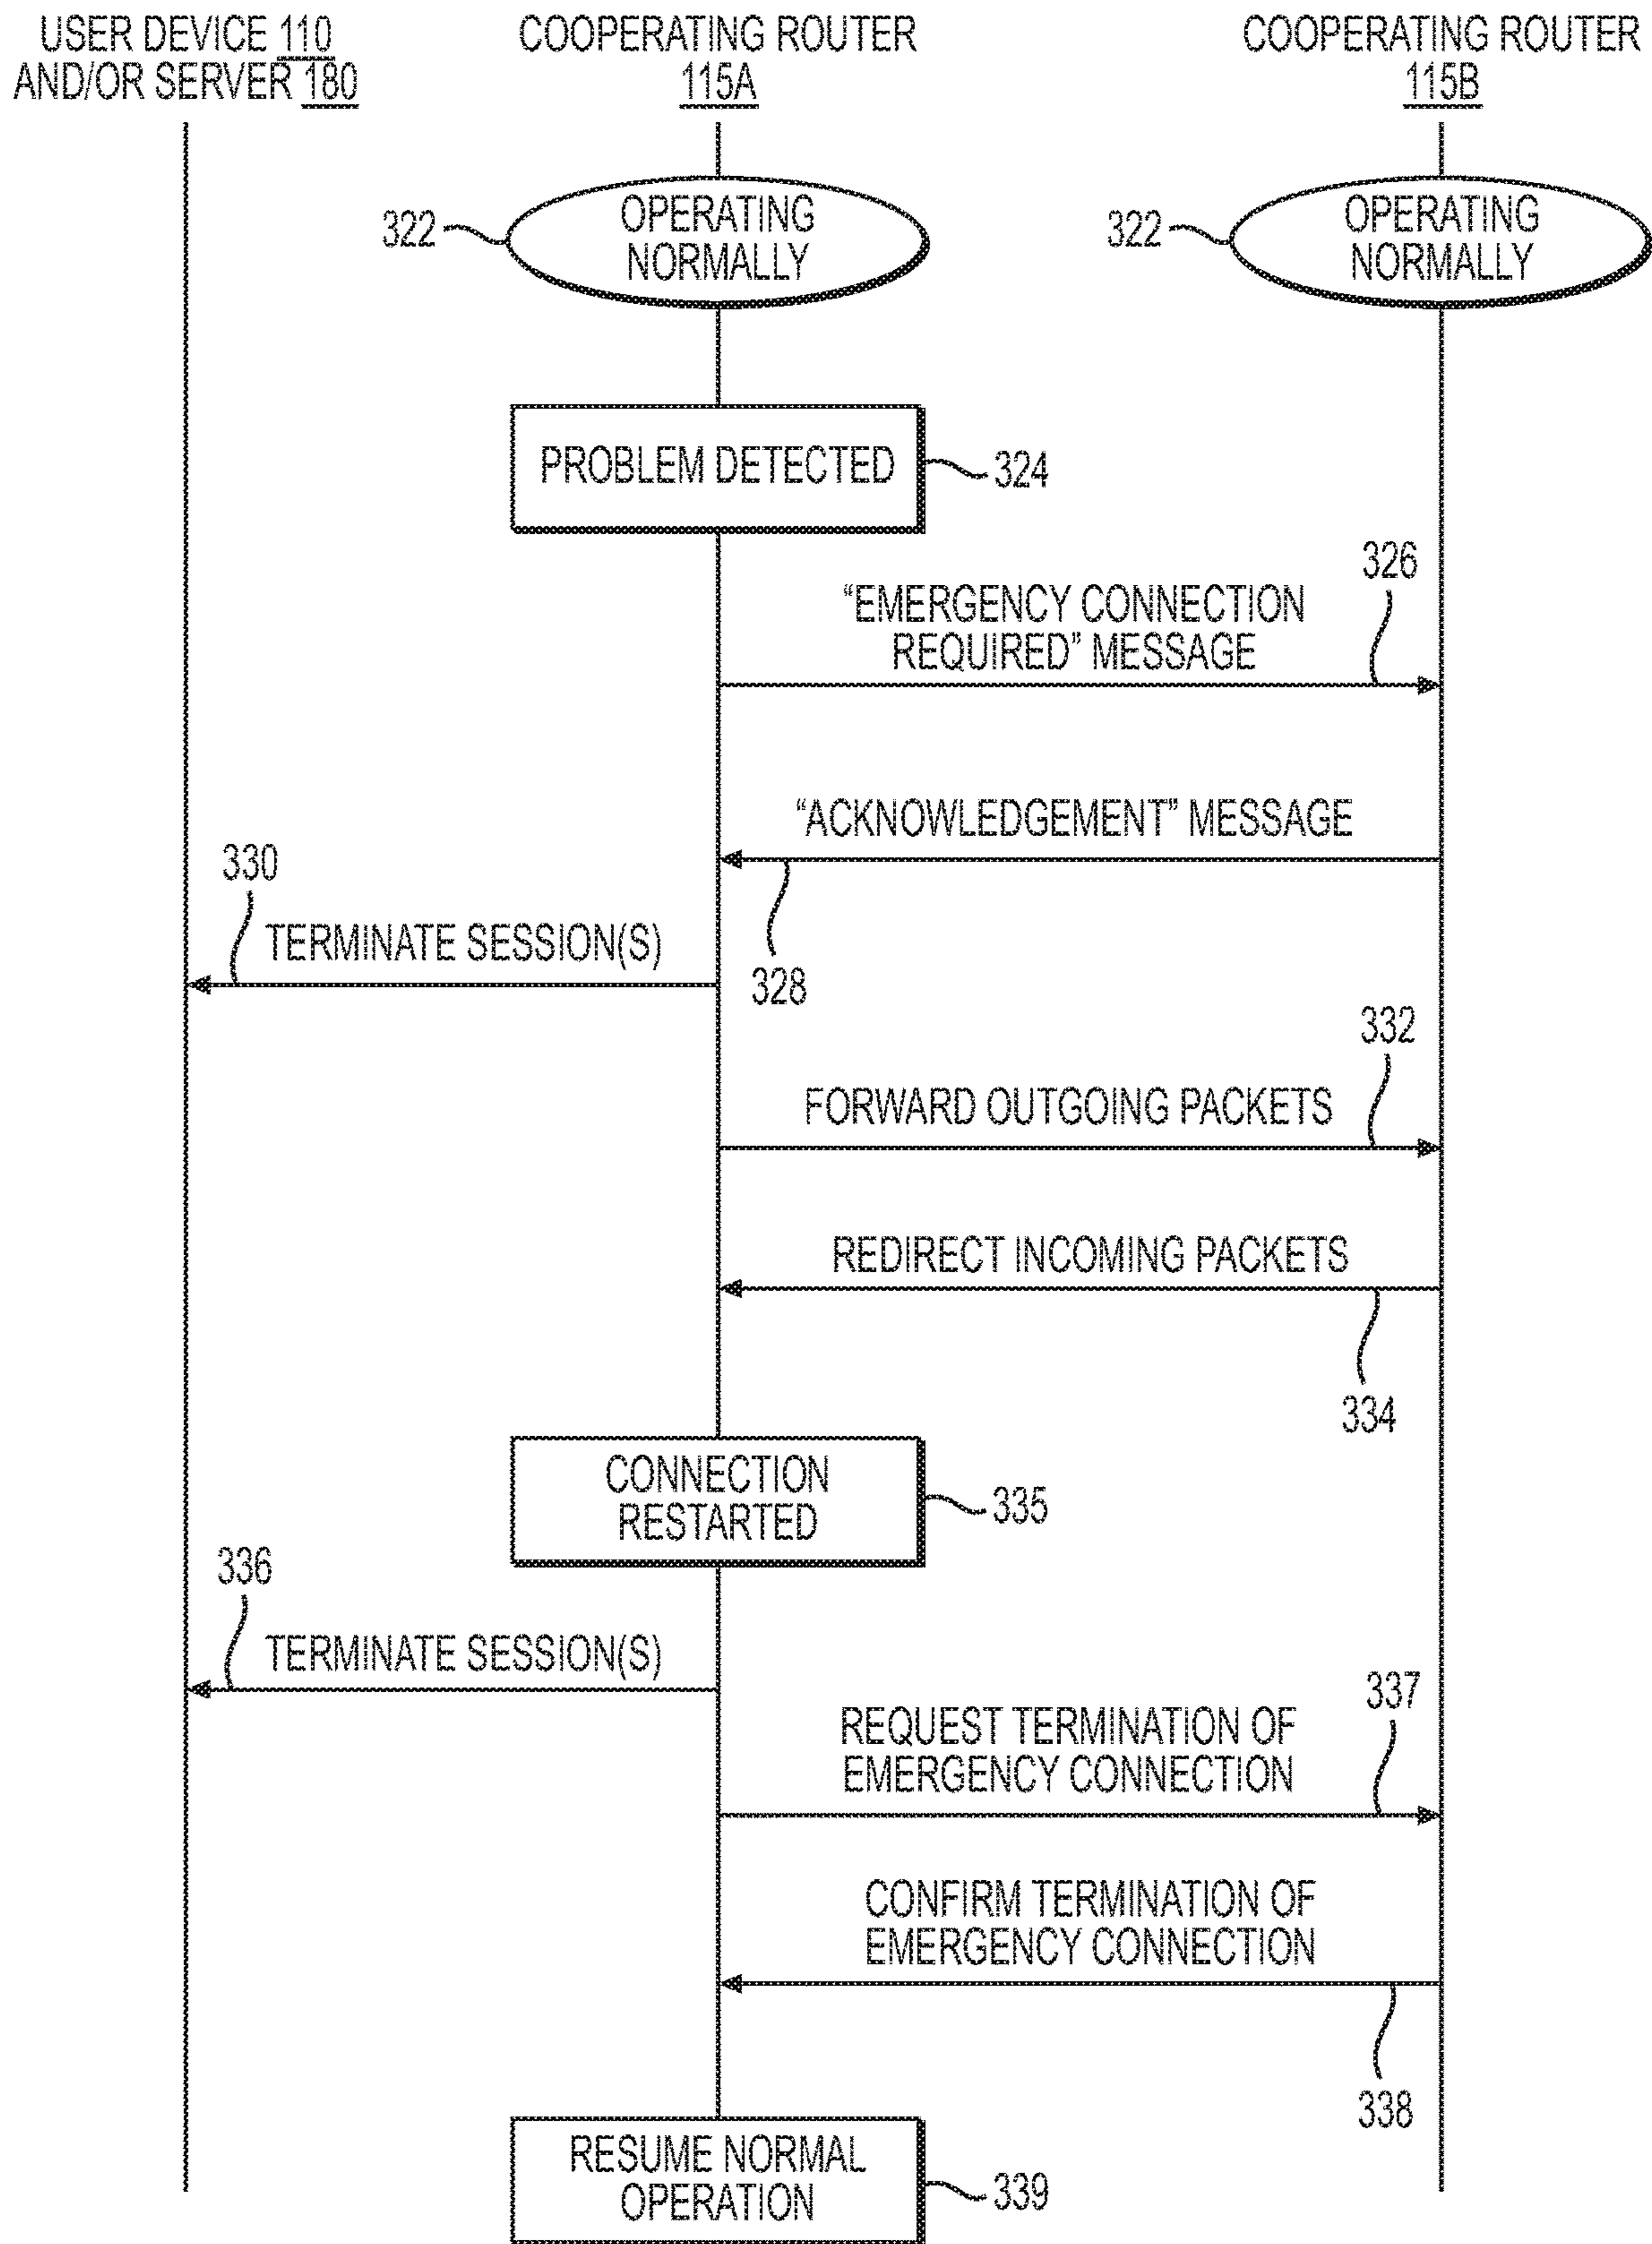 USER DEVICE 110
AND/OR SERVER 180
COOPERATING ROUTER
115A
COOPERATING ROUTER
115B
322
OPERATING
NORMALLY
322
OPERATING
NORMALLY
PROBLEM DETECTED
324
326
“EMERGENCY CONNECTION
REQUIRED” MESSAGE
“ACKNOWLEDGEMENT” MESSAGE
328
330
TERMINATE SESSION(S)
332
FORWARD OUTGOING PACKETS
REDIRECT INCOMING PACKETS
334
CONNECTION
RESTARTED
335
336
TERMINATE SESSION(S)
337
REQUEST TERMINATION OF
EMERGENCY CONNECTION
CONFIRM TERMINATION OF
EMERGENCY CONNECTION
338
RESUME NORMAL
OPERATION
339